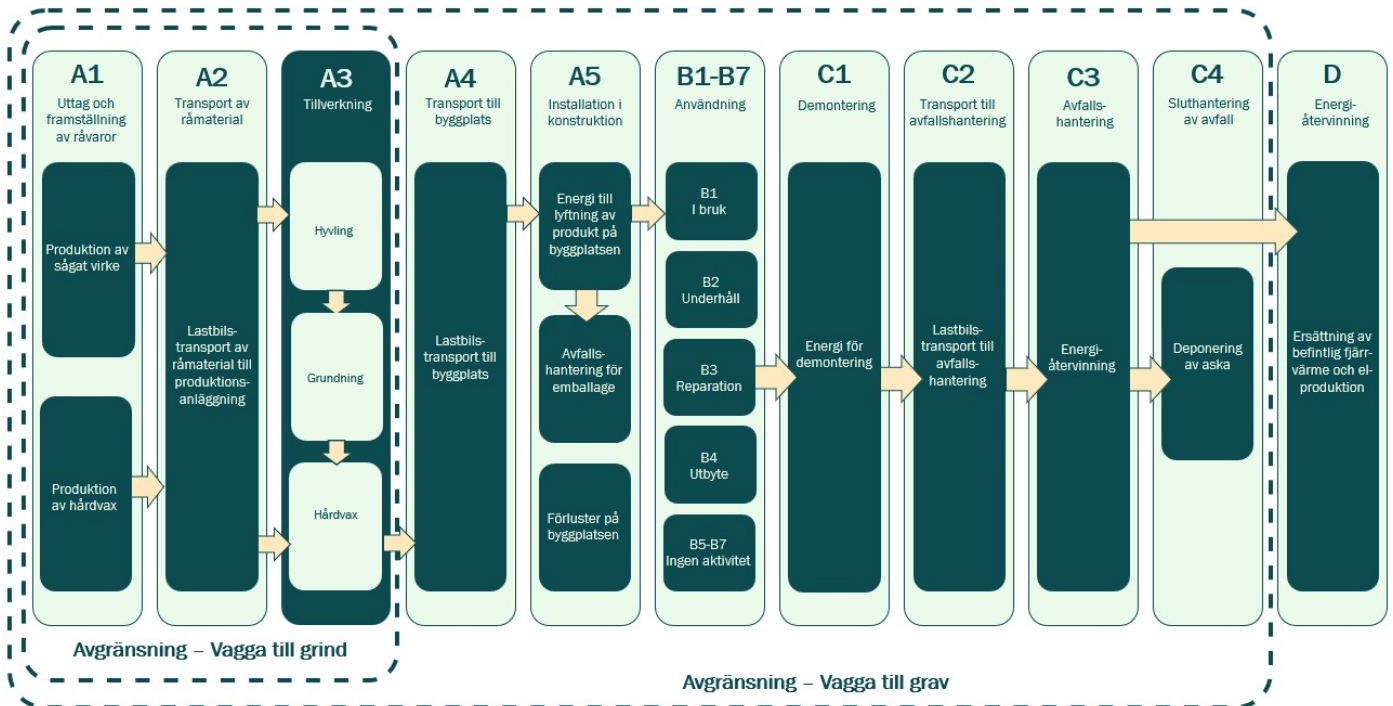 A1
Uttag och
framställning
av råvaror
Produktion av
sågat virke
Produktion
av hårdvax
A2
Transport av
råmaterial
Lastbils-
transport av
råmaterial till
produktions-
anläggning
A3
Tillverkning
Hyvling
Grundning
Hårdvax
Avgränsning – Vagga till grind
A4
Transport till
byggplats
Lastbils-
transport till
byggplats
A5
Installation i
konstruktion
Energi till
lyftning av
produkt på
byggplatsen
Avfalls-
hantering för
emballage
Förluster på
byggplatsen
B1-B7
Användning
B1
I bruk
B2
Underhåll
B3
Reparation
B4
Utbyte
B5-B7
Ingen aktivitet
C1
Demontering
Energi för
demontering
C2
Transport till
avfallshantering
Lastbils-
transport till
avfalls-
hantering
C3
Avfalls-
hantering
Energi-
återvinning
C4
Sluthantering
av avfall
Deponering
av aska
D
Energi-
återvinning
Ersättning av
befintlig fjärr-
värme och el-
produktion
Avgränsning – Vagga till grav